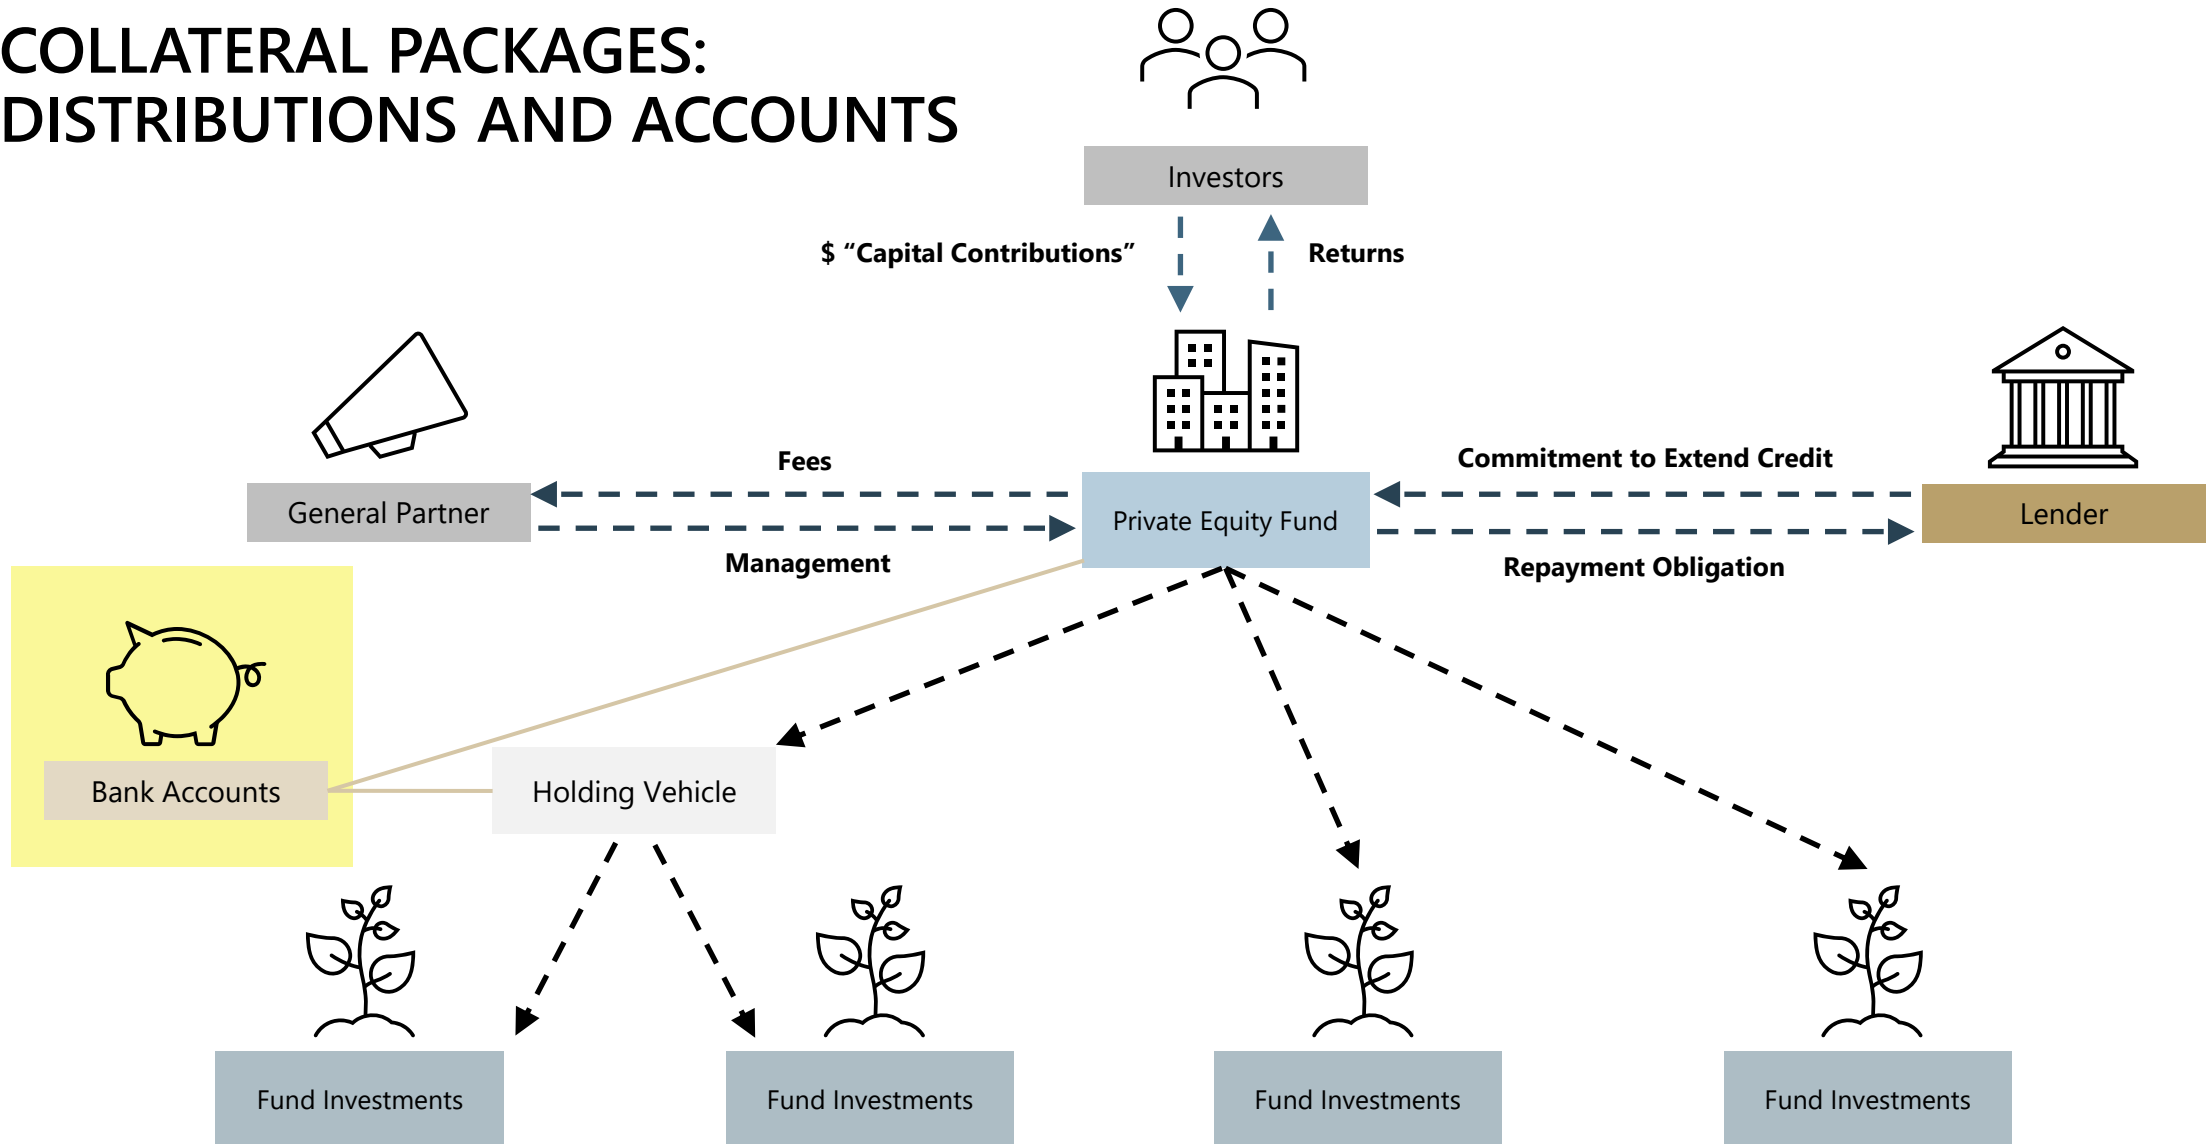 COLLATERAL PACKAGES:
DISTRIBUTIONS AND ACCOUNTS
Investors
$ “Capital Contributions”
Returns
Fees
Commitment to Extend Credit
General Partner
Private Equity Fund
Lender
Management
Repayment Obligation
Bank Accounts
Holding Vehicle
Fund Investments
Fund Investments
Fund Investments
Fund Investments